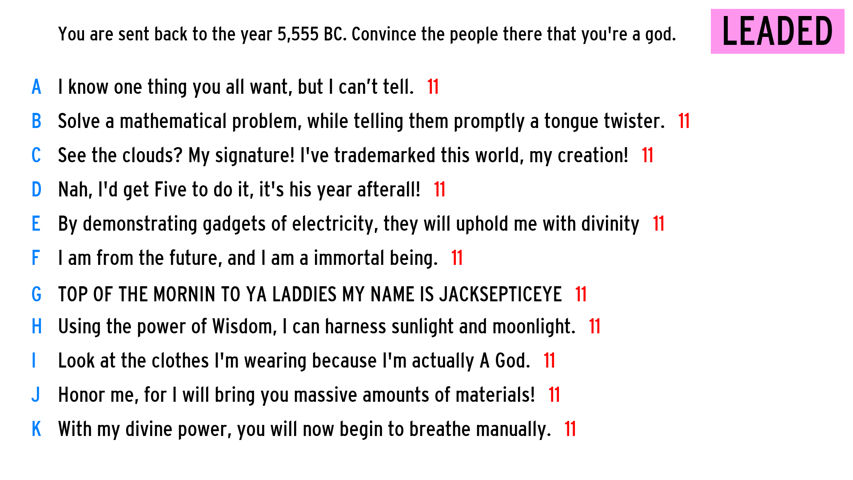 You are sent back to the year 5,555 BC. Convince the people there that you're a god.
LEADED
A I know one thing you all want, but I can’t tell. 11
B Solve a mathematical problem, while telling them promptly a tongue twister. 11
C See the clouds? My signature! I've trademarked this world, my creation! 11
D Nah, I'd get Five to do it, it's his year afterall! 11
E By demonstrating gadgets of electricity, they will uphold me with divinity 11
F I am from the future, and I am a immortal being. 11
G TOP OF THE MORNIN TO YA LADDIES MY NAME IS JACKSEPTICEYE 11
H Using the power of Wisdom, I can harness sunlight and moonlight. 11
I Look at the clothes I'm wearing because I'm actually A God. 11
J Honor me, for I will bring you massive amounts of materials! 11
K With my divine power, you will now begin to breathe manually. 11